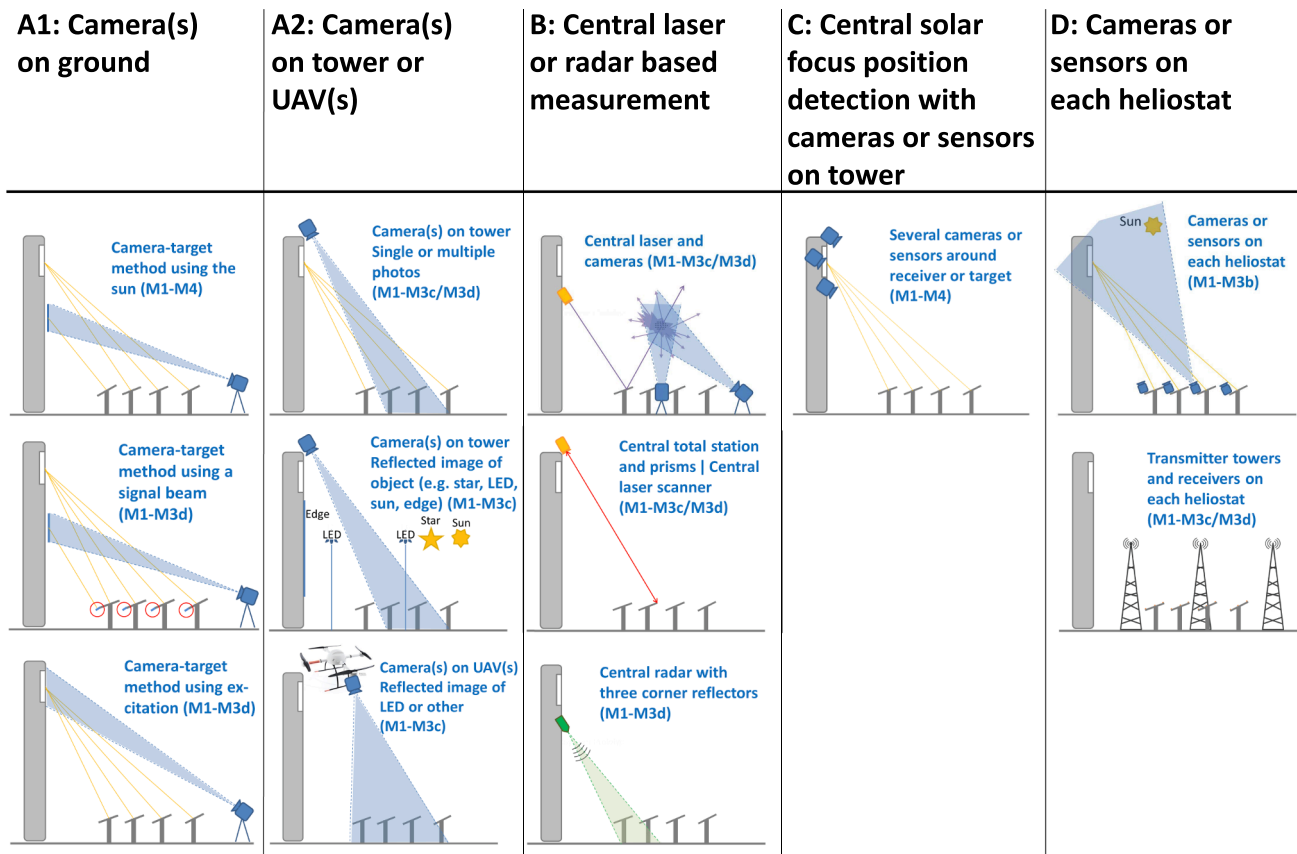 A1: Camera(s)
on ground
A2: Camera(s)
on tower or
UAV(s)
B: Central laser
or radar based
measurement
C: Central solar
focus position
detection with
cameras or sensors
on tower
D: Cameras or
sensors on
each heliostat
Camera-target
method using the
sun (M1-M4)
Camera(s) on tower
Single or multiple
photos
(M1-M3c/M3d)
Central laser and
cameras (M1-M3c/M3d)
Several cameras or
sensors around
receiver or target
(M1-M4)
Sun
Cameras or
sensors on
each heliostat
(M1-M3b)
Camera-target
method using a
signal beam
(M1-M3d)
Camera(s) on tower
Reflected image of
object (e.g. star, LED,
sun, edge) (M1-M3c)
Edge
LED
LED
Star
Sun
Central total station
and prisms | Central
laser scanner
(M1-M3c/M3d)
Transmitter towers
and receivers on
each heliostat
(M1-M3c/M3d)
Camera-target
method using ex-
citation (M1-M3d)
Camera(s) on UAV(s)
Reflected image of
LED or other
(M1-M3c)
Central radar with
three corner reflectors
(M1-M3d)